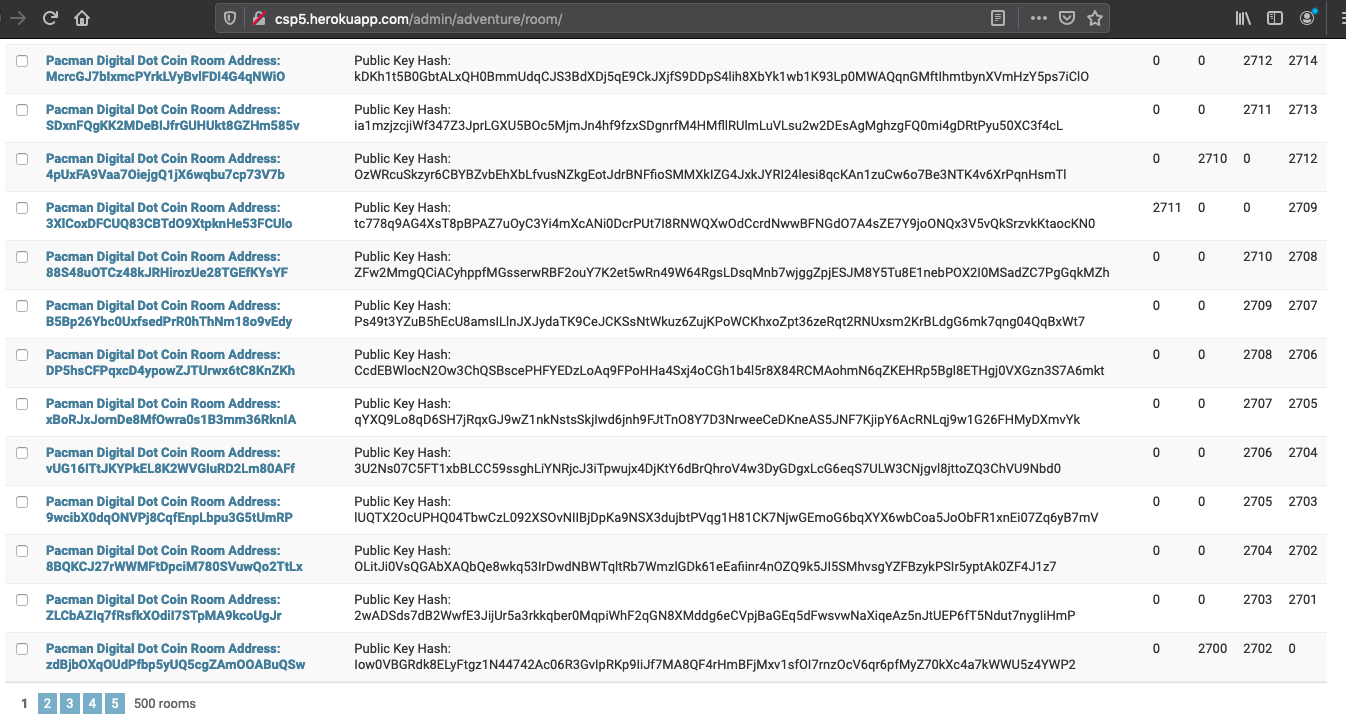 csp5.herokuapp.com/admin/adventure/room/
Pacman Digital Dot Coin Room Address: Public Key Hash: 0 0 2712 2714
McrcGJ7bIxmcPYrkLVyBvlFDI4G4qNWiO kDKh1t5B0GbtALxQH0BmmUdqCJS3BdXDj5qE9CkJXjfS9DDpS4lih8XbYk1wb1K93Lp0MWAQqnGMftIhmtbynXVmHzY5ps7iClO
Pacman Digital Dot Coin Room Address: Public Key Hash: 0 0 2711 2713
SDxnFQgKK2MDeBlJfrGUHUkt8GZHm585v ia1mzjzcjiWf347Z3JprLGXU5BOc5MjmJn4hf9fzxSDgnrfM4HMfllRUlmLuVLsu2w2DEsAgMghzgFQ0mi4gDRtPyu50XC3f4cL
Pacman Digital Dot Coin Room Address: Public Key Hash: 0 2710 0 2712
4pUxFA9Vaa7OiejgQ1jX6wqbu7cp73V7b OzWRcuSkzyr6CBYBZvbEhXbLfvusNZkgEotJdrBNFfioSMMXkIZG4JxkJYRI24lesi8qcKAn1zuCw6o7Be3NTK4v6XrPqnHsmTl
Pacman Digital Dot Coin Room Address: Public Key Hash: 2711 0 0 2709
3XlCoxDFCUQ83CBTdO9XtpknHe53FCUlo tc778q9AG4XsT8pBPAZ7uOyC3Yi4mXcANi0DcrPUt7I8RNWQXwOdCcrdNwwBFNGdO7A4sZE7Y9joONQx3V5vQkSrzvkKtaocKN0
Pacman Digital Dot Coin Room Address: Public Key Hash: 0 0 2710 2708
88S48uOTCz48kJRHirozUe28TGEfKYsYF ZFw2MmgQCiACyhppfMGsserwRBF2ouY7K2et5wRn49W64RgsLDsqMnb7wjggZpjESJM8Y5Tu8E1nebPOX2I0MSadZC7PgGqkMZh
Pacman Digital Dot Coin Room Address: Public Key Hash: 0 0 2709 2707
B5Bp26Ybc0UxfsedPrR0hThNm18o9vEdy Ps49t3YZuB5hEcU8amsILlnJXJydaTK9CeJCKSsNtWkuz6ZujKPoWCKhxoZpt36zeRqt2RNUxsm2KrBLdgG6mk7qng04QqBxWt7
Pacman Digital Dot Coin Room Address: Public Key Hash: 0 0 2708 2706
DP5hsCFPqxcD4ypowZJTUrwx6tC8KnZKh CcdEBWlocN2Ow3ChQSBscePHFYEDzLoAq9FPoHHa4Sxj4oCGh1b4l5r8X84RCMAohmN6qZKEHRp5Bgl8ETHgj0VXGzn3S7A6mkt
Pacman Digital Dot Coin Room Address: Public Key Hash: 0 0 2707 2705
xBoRJxJornDe8MfOwra0s1B3mm36RknIA qYXQ9Lo8qD6SH7jRqxGJ9wZ1nkNstsSkjIwd6jnh9FJtTnO8Y7D3NrweeCeDKneAS5JNF7KjipY6AcRNLqj9w1G26FHMyDXmvYk
Pacman Digital Dot Coin Room Address: Public Key Hash: 0 0 2706 2704
vUG16ITtJKYPkEL8K2WVGluRD2Lm80AFf 3U2Ns07C5FT1xbBLCC59ssghLiYNRjcJ3iTpwujx4DjKtY6dBrQhroV4w3DyGDgxLcG6eqS7ULW3CNjgvl8jttoZQ3ChVU9Nbd0
Pacman Digital Dot Coin Room Address: Public Key Hash: 0 0 2705 2703
9wcibX0dqONVPj8CqfEnpLbpu3G5tUmRP lUQTX2OcUPHQ04TbwCzL092XSOvNIIBjDpKa9NSX3dujbtPVqg1H81CK7NjwGEmoG6bqXYX6wbCoa5JoObFR1xnEi07Zq6yB7mV
Pacman Digital Dot Coin Room Address: Public Key Hash: 0 0 2704 2702
8BQKCJ27rWWMFtDpciM780SVuwQo2TtLx OLitJi0VsQGAbXAQbQe8wkq53IrDwdNBWTqltRb7WmzlGDk61eEafiinr4nOZQ9k5JI5SMhvsgYZFBzykPSlr5yptAk0ZF4J1z7
Pacman Digital Dot Coin Room Address: Public Key Hash: 0 0 2703 2701
ZLCbAZIq7fRsfkXOdiI7STpMA9kcoUgJr 2wADSds7dB2WwfE3JijUr5a3rkkqber0MqpiWhF2qGN8XMddg6eCVpjBaGEq5dFwsvwNaXiqeAz5nJtUEP6fT5Ndut7nygIiHmP
Pacman Digital Dot Coin Room Address: Public Key Hash: 0 2700 2702 0
zdBjbOXqOUdPfbp5yUQ5cgZAmOOABuQSw Iow0VBGRdk8ELyFtgz1N44742Ac06R3GvIpRKp9IiJf7MA8QF4rHmBFjMxv1sfOI7rnzOcV6qr6pfMyZ70kXc4a7kWWU5z4YWP2
1 2 3 4 5 500 rooms